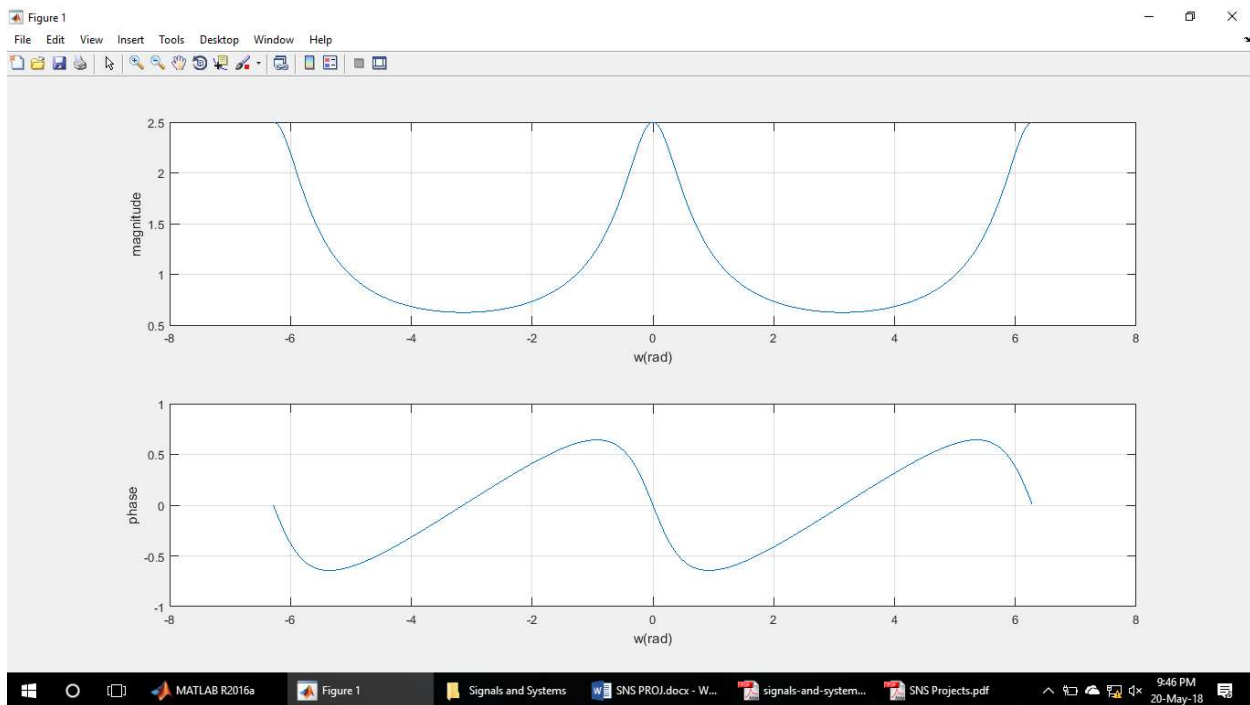 Figure 1
File Edit View Insert Tools Desktop Window Help
2.5
2
1.5
1
0.5
magnitude
-8 -6 -4 -2 0 2 4 6 8
w(rad)
1
0.5
0
-0.5
-1
phase
-8 -6 -4 -2 0 2 4 6 8
w(rad)
MATLAB R2016a
Figure 1
Signals and Systems
SNS PROJ.docx - W...
signals-and-system...
SNS Projects.pdf
9:46 PM
20-May-18